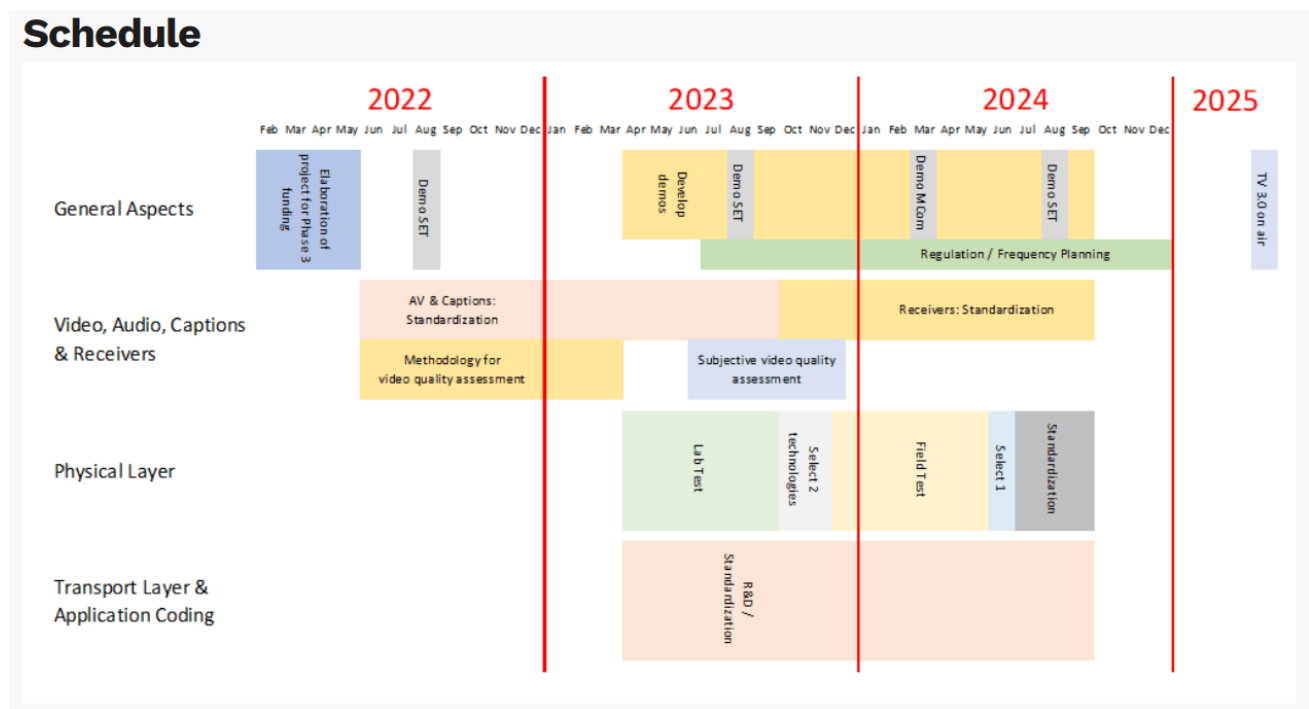 Schedule
2022
2023
2024
2025
Feb Mar Apr May Jun Jul Aug Sep Oct Nov Dec Jan Feb Mar Apr May Jun Jul Aug Sep Oct Nov Dec Jan Feb Mar Apr May Jun Jul Aug Sep Oct Nov Dec
General Aspects
Elaboration of
project for Phase 3
funding
Demo SET
Develop
demos
Demo SET
Demo MCom
Demo SET
TV 3.0 on air
Regulation / Frequency Planning
Video, Audio, Captions
& Receivers
AV & Captions:
Standardization
Receivers: Standardization
Methodology for
video quality assessment
Subjective video quality
assessment
Physical Layer
Lab Test
Select 2
technologies
Field Test
Select 1
Standardization
Transport Layer &
Application Coding
R&D /
Standardization